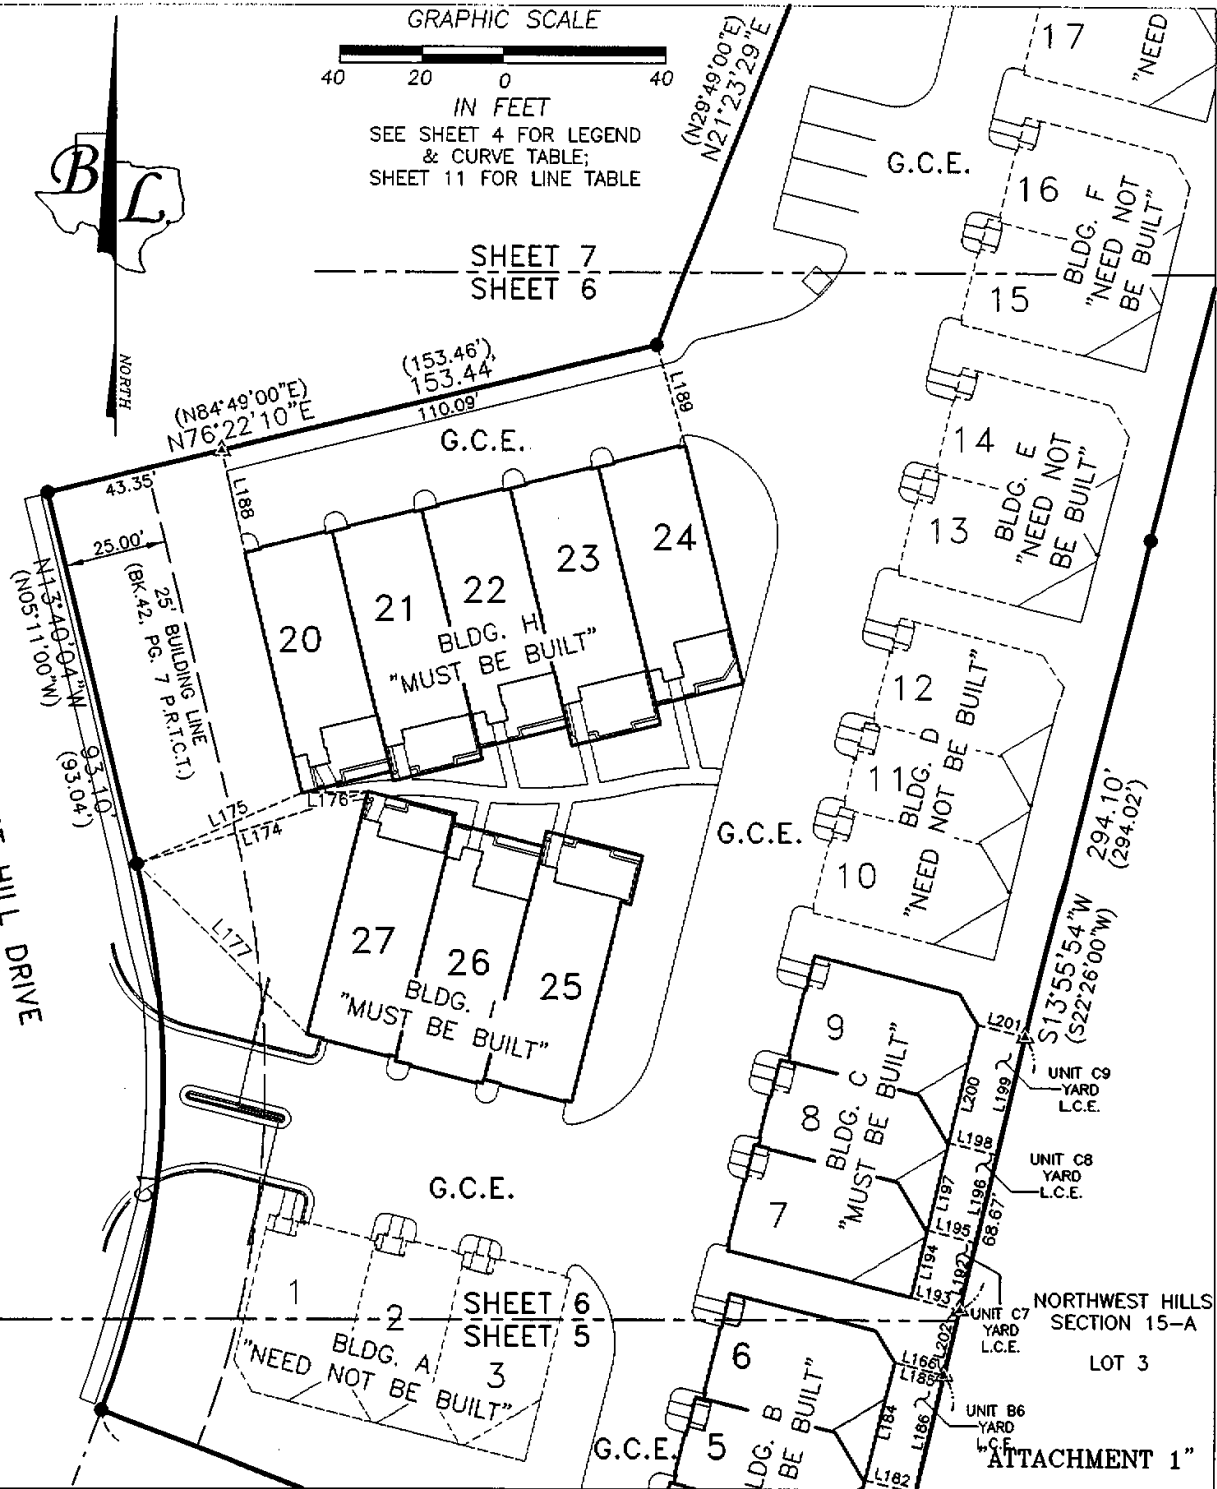 GRAPHIC SCALE
40 20 0 40
IN FEET
SEE SHEET 4 FOR LEGEND
& CURVE TABLE;
SHEET 11 FOR LINE TABLE
BL
NORTH
SHEET 7
SHEET 6
(N29°49'00"E)
N21°23'29"E
G.C.E.
17
"NEED
16
15
BLDG. F
"NEED NOT
BE BUILT"
14
13
BLDG. E
"NEED NOT
BE BUILT"
12
11
10
BLDG. D
"NEED NOT BE BUILT"
(N84°49'00"E)
N76°22'10"E
(153.46')
153.44
110.09'
43.35'
L189
L188
G.C.E.
25.00'
25' BUILDING LINE
(BK.42, PG. 7 P.R.T.C.T.)
N13°40'04"W 93.10'
(N05°11'00"W) (93.04')
20
21
22
23
24
BLDG. H
"MUST BE BUILT"
L175
L174
L176
L177
HILL DRIVE
27
26
25
BLDG. I
"MUST BE BUILT"
G.C.E.
294.10'
(294.02')
S13°55'54"W
(S22°26'00"W)
9
8
7
BLDG. C
"MUST BE BUILT"
L201
L200
L199
UNIT C9
YARD
L.C.E.
L198
L197
L196
68.67'
UNIT C8
YARD
L.C.E.
L195
L194
192
L193
UNIT C7
YARD
L.C.E.
NORTHWEST HILLS
SECTION 15-A
LOT 3
G.C.E.
1
2
3
BLDG. A
"NEED NOT BE BUILT"
SHEET 6
SHEET 5
6
5
LDG. B
BE BUILT"
L202
L166
L185
L184
L186
L182
UNIT B6
YARD
L.C.E.
G.C.E.
"ATTACHMENT 1"